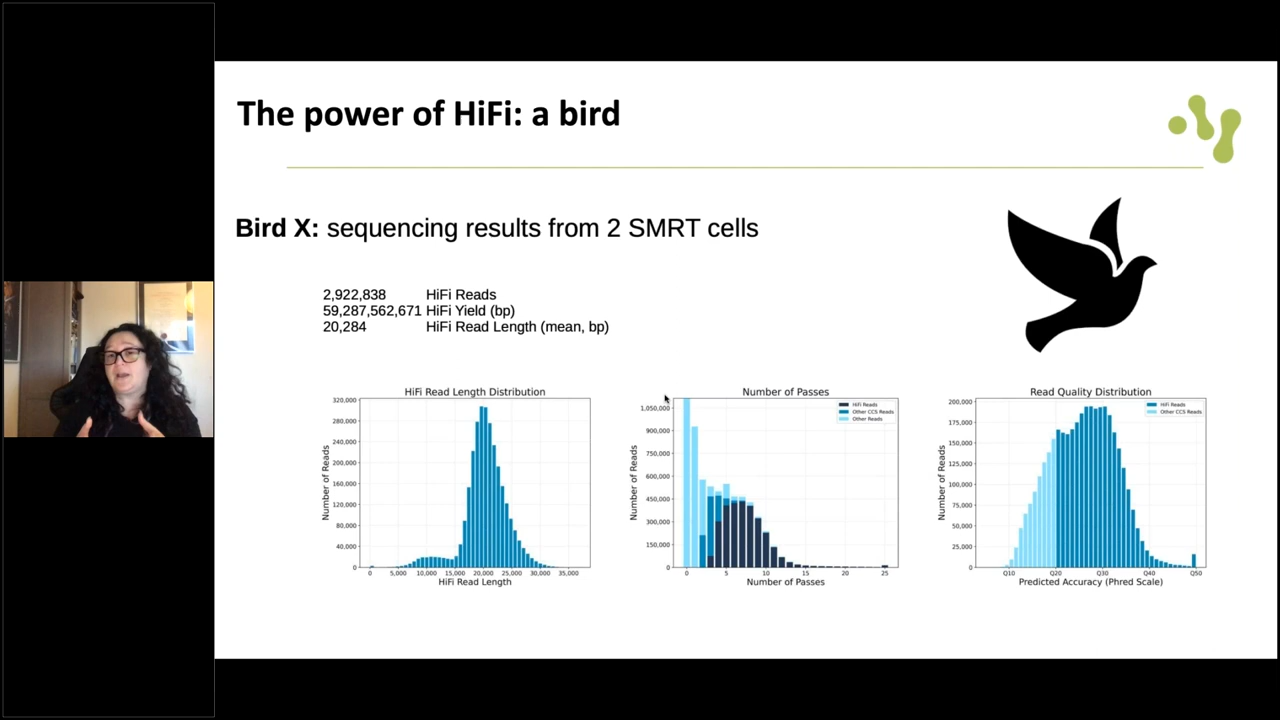 The power of HiFi: a bird
Bird X: sequencing results from 2 SMRT cells
2,922,838 HiFi Reads
59,287,562,671 HiFi Yield (bp)
20,284 HiFi Read Length (mean, bp)
HiFi Read Length Distribution
Number of Reads
320,000
280,000
240,000
200,000
160,000
120,000
80,000
40,000
0
0 5,000 10,000 15,000 20,000 25,000 30,000 35,000
HiFi Read Length
Number of Passes
HiFi Reads
Other CCS Reads
Other Reads
Number of Reads
1,050,000
900,000
750,000
600,000
450,000
300,000
150,000
0
0 5 10 15 20 25
Number of Passes
Read Quality Distribution
HiFi Reads
Other CCS Reads
Number of Reads
200,000
175,000
150,000
125,000
100,000
75,000
50,000
25,000
0
Q10 Q20 Q30 Q40 Q50
Predicted Accuracy (Phred Scale)